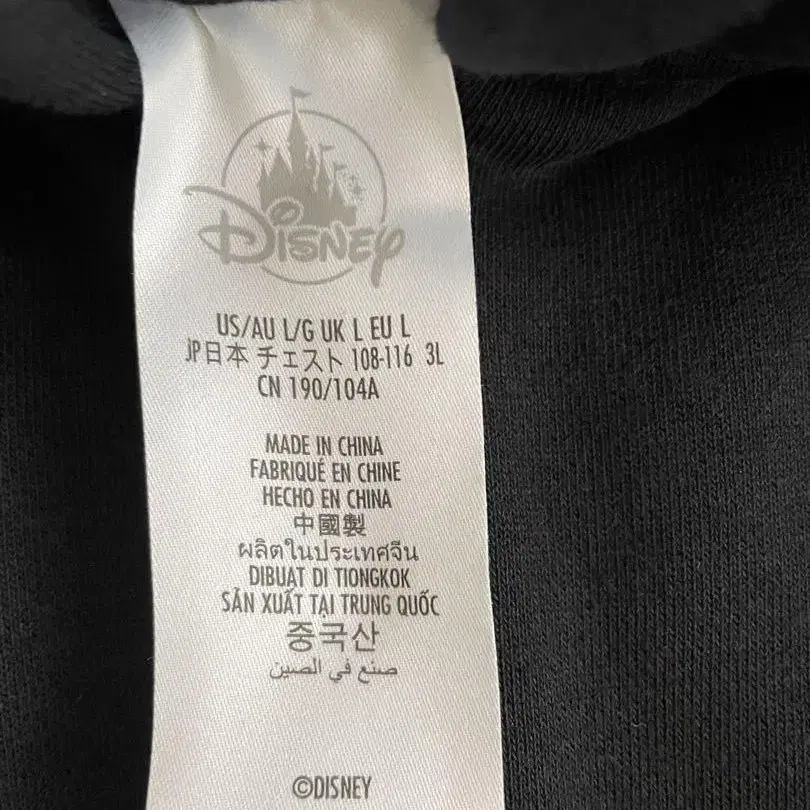 DISNEY
US/AU L/G UK L EU L
JP日本 チェスト 108-116 3L
CN 190/104A
MADE IN CHINA
FABRIQUÉ EN CHINE
HECHO EN CHINA
中國製
ผลิตในประเทศจีน
DIBUAT DI TIONGKOK
SẢN XUẤT TẠI TRUNG QUỐC
중국산
صنع في الصين
©DISNEY